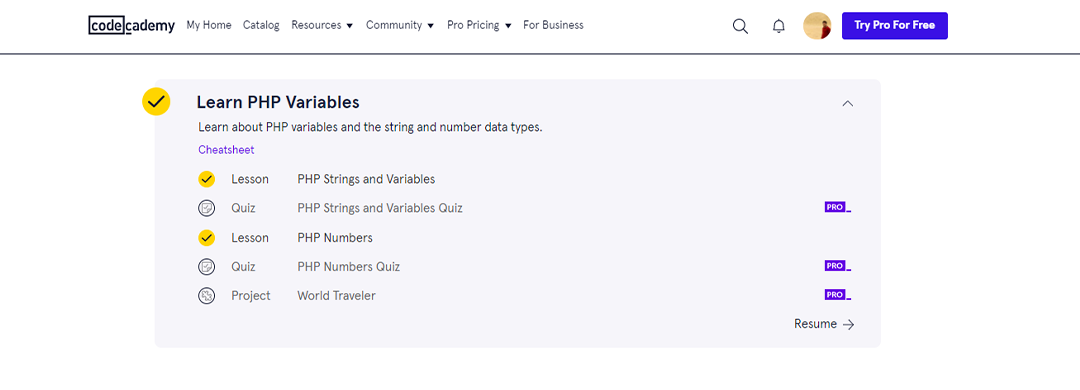 codecademy My Home Catalog Resources Community Pro Pricing For Business Try Pro For Free
Learn PHP Variables
Learn about PHP variables and the string and number data types.
Cheatsheet
Lesson PHP Strings and Variables
Quiz PHP Strings and Variables Quiz PRO
Lesson PHP Numbers
Quiz PHP Numbers Quiz PRO
Project World Traveler PRO
Resume